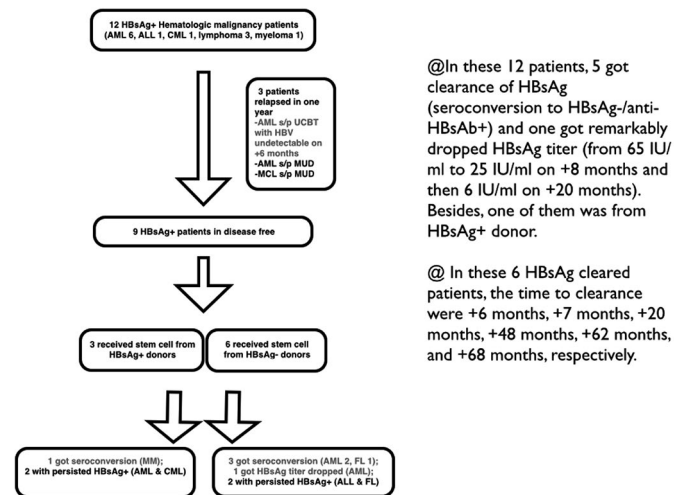 12 HBsAg+ Hematologic malignancy patients
(AML 6, ALL 1, CML 1, lymphoma 3, myeloma 1)
3 patients
relapsed in one
year
-AML s/p UCBT
with HBV
undetectable on
+6 months
-AML s/p MUD
-MCL s/p MUD
9 HBsAg+ patients in disease free
3 received stem cell from
HBsAg+ donors
6 received stem cell
from HBsAg- donors
1 got seroconversion (MM);
2 with persisted HBsAg+ (AML & CML)
3 got seroconversion (AML 2, FL 1);
1 got HBsAg titer dropped (AML);
2 with persisted HBsAg+ (ALL & FL)
@In these 12 patients, 5 got
clearance of HBsAg
(seroconversion to HBsAg-/anti-
HBsAb+) and one got remarkably
dropped HBsAg titer (from 65 IU/
ml to 25 IU/ml on +8 months and
then 6 IU/ml on +20 months).
Besides, one of them was from
HBsAg+ donor.
@ In these 6 HBsAg cleared
patients, the time to clearance
were +6 months, +7 months, +20
months, +48 months, +62 months,
and +68 months, respectively.